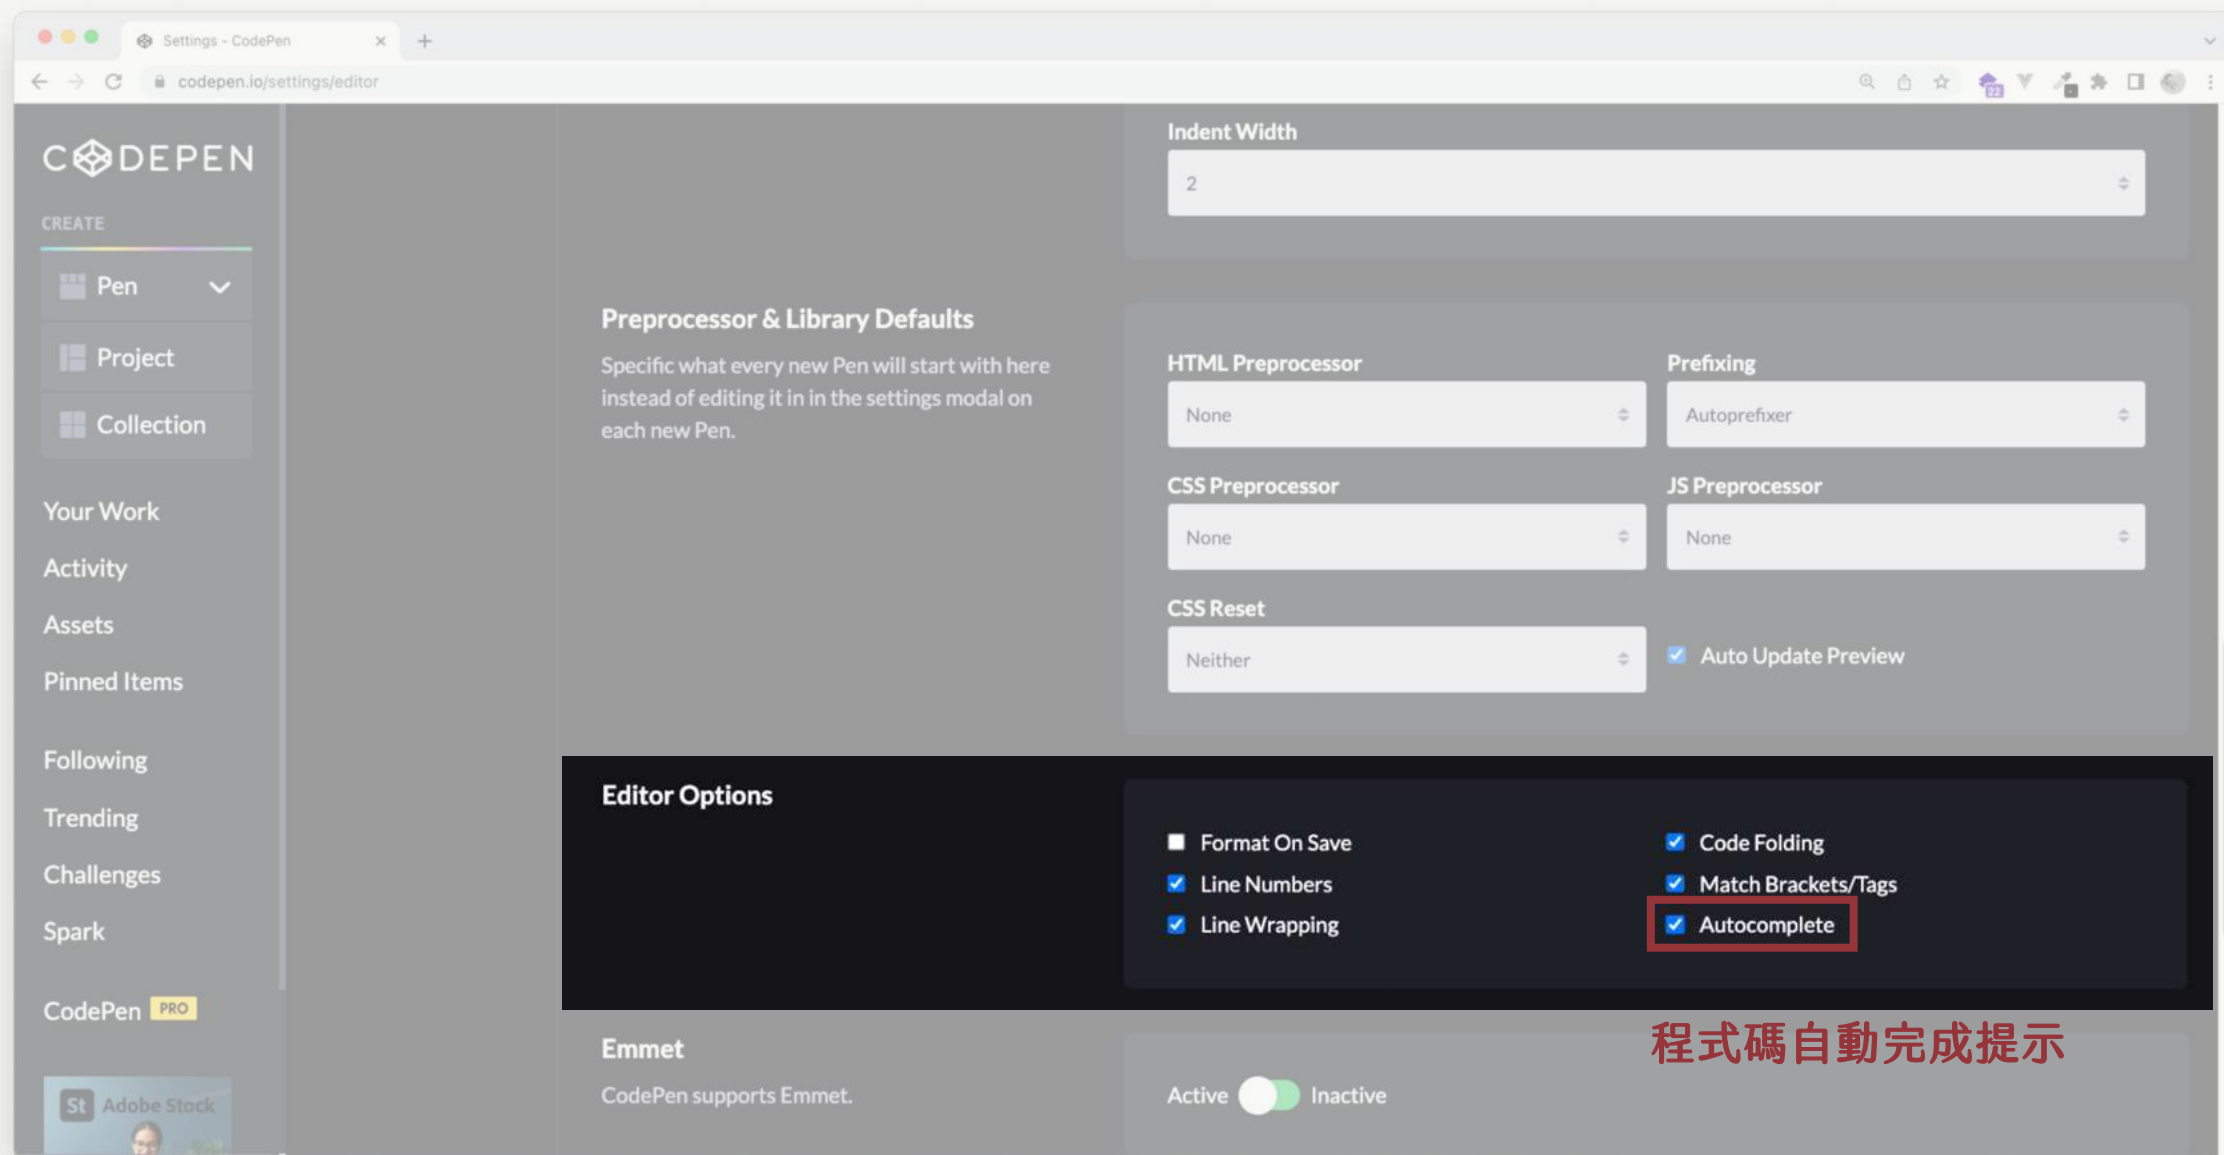 Settings - CodePen
codepen.io/settings/editor
22
CODEPEN
CREATE
Pen
Project
Collection
Your Work
Activity
Assets
Pinned Items
Following
Trending
Challenges
Spark
CodePen PRO
St Adobe Stock
Indent Width
2
Preprocessor & Library Defaults
Specific what every new Pen will start with here
instead of editing it in in the settings modal on
each new Pen.
HTML Preprocessor
None
Prefixing
Autoprefixer
CSS Preprocessor
None
JS Preprocessor
None
CSS Reset
Neither
Auto Update Preview
Editor Options
Format On Save
Code Folding
Line Numbers
Match Brackets/Tags
Line Wrapping
Autocomplete
程式碼自動完成提示
Emmet
CodePen supports Emmet.
Active
Inactive